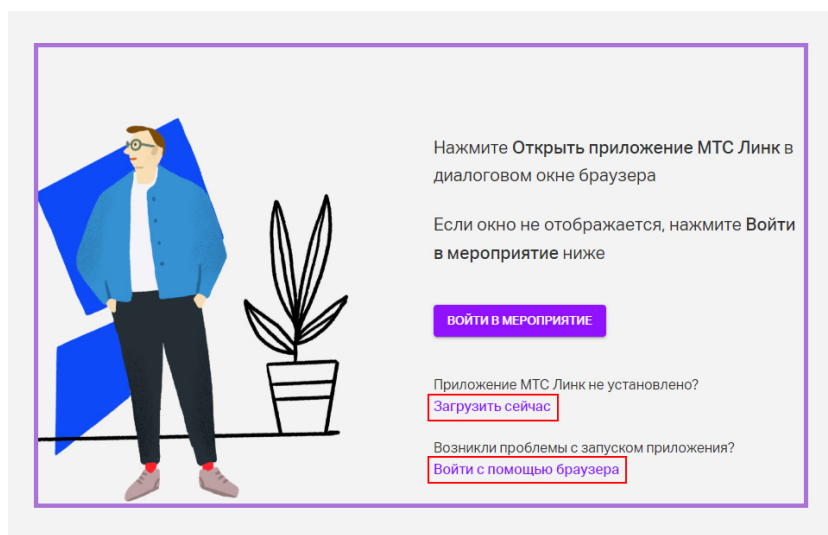 Нажмите Открыть приложение МТС Линк в
диалоговом окне браузера
Если окно не отображается, нажмите Войти
в мероприятие ниже
ВОЙТИ В МЕРОПРИЯТИЕ
Приложение МТС Линк не установлено?
Загрузить сейчас
Возникли проблемы с запуском приложения?
Войти с помощью браузера